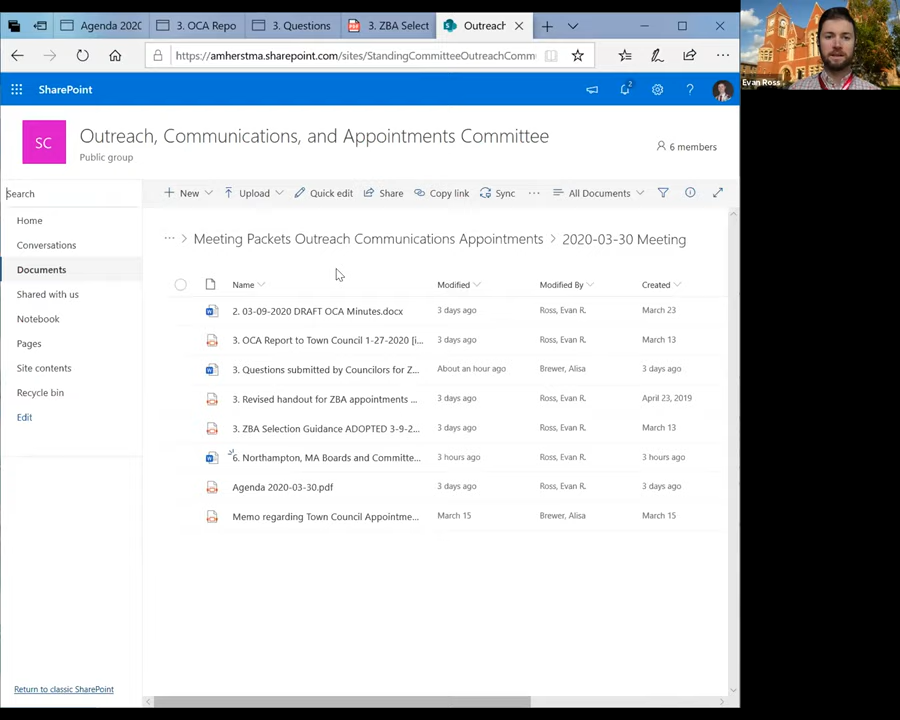 Agenda 202C
3. OCA Repo
3. Questions
3. ZBA Select
Outreach
https://amherstma.sharepoint.com/sites/StandingCommitteeOutreachComm
SharePoint
2
Evan Ross
SC
Outreach, Communications, and Appointments Committee
Public group
6 members
Search
New
Upload
Quick edit
Share
Copy link
Sync
···
All Documents
Home
Conversations
Documents
Shared with us
Notebook
Pages
Site contents
Recycle bin
Edit
··· > Meeting Packets Outreach Communications Appointments > 2020-03-30 Meeting
Name Modified Modified By Created
2. 03-09-2020 DRAFT OCA Minutes.docx 3 days ago Ross, Evan R. March 23
3. OCA Report to Town Council 1-27-2020 [i... 3 days ago Ross, Evan R. March 13
3. Questions submitted by Councilors for Z... About an hour ago Brewer, Alisa 3 days ago
3. Revised handout for ZBA appointments ... 3 days ago Ross, Evan R. April 23, 2019
3. ZBA Selection Guidance ADOPTED 3-9-2... 3 days ago Ross, Evan R. March 13
6. Northampton, MA Boards and Committe... 3 hours ago Ross, Evan R. 3 hours ago
Agenda 2020-03-30.pdf 3 days ago Ross, Evan R. 3 days ago
Memo regarding Town Council Appointme... March 15 Brewer, Alisa March 15
Return to classic SharePoint